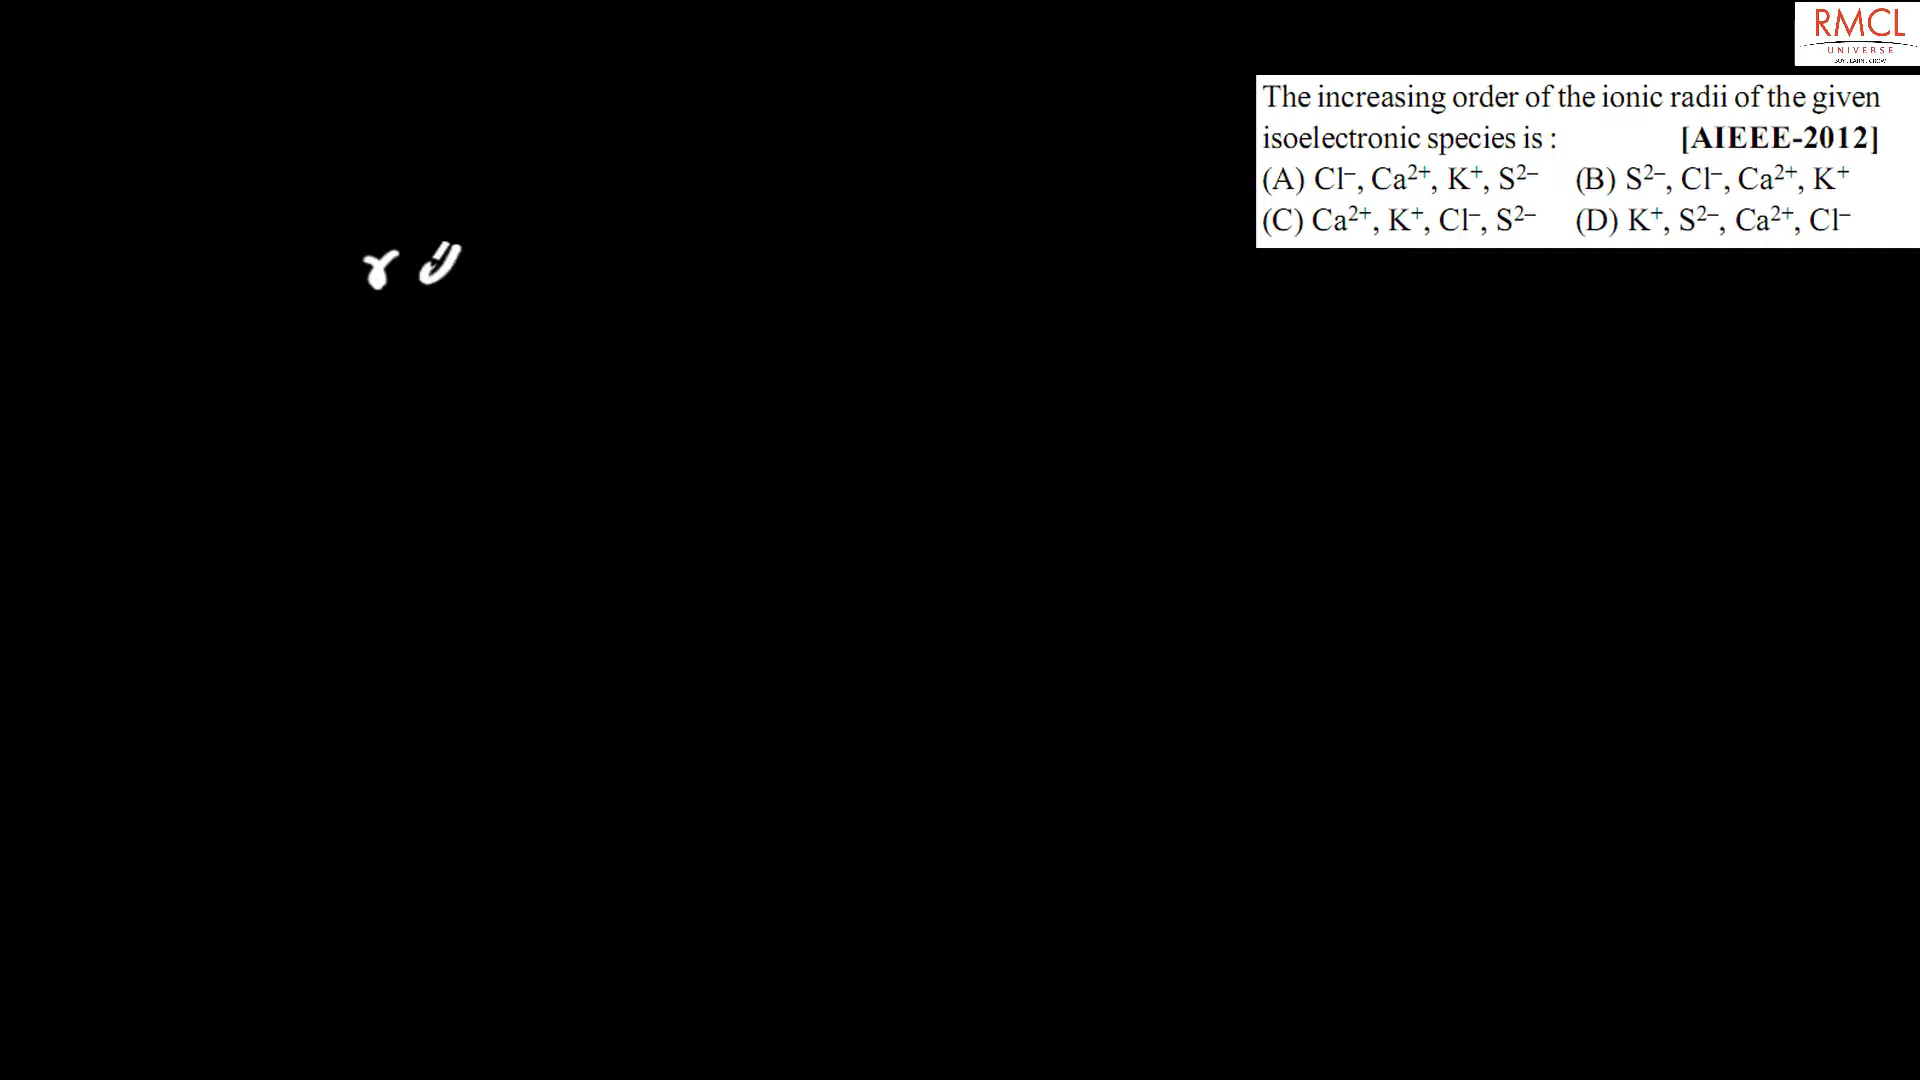 RMCL
UNIVERSE
The increasing order of the ionic radii of the given
isoelectronic species is : [AIEEE-2012]
(A) Cl⁻, Ca²⁺, K⁺, S²⁻ (B) S²⁻, Cl⁻, Ca²⁺, K⁺
(C) Ca²⁺, K⁺, Cl⁻, S²⁻ (D) K⁺, S²⁻, Ca²⁺, Cl⁻